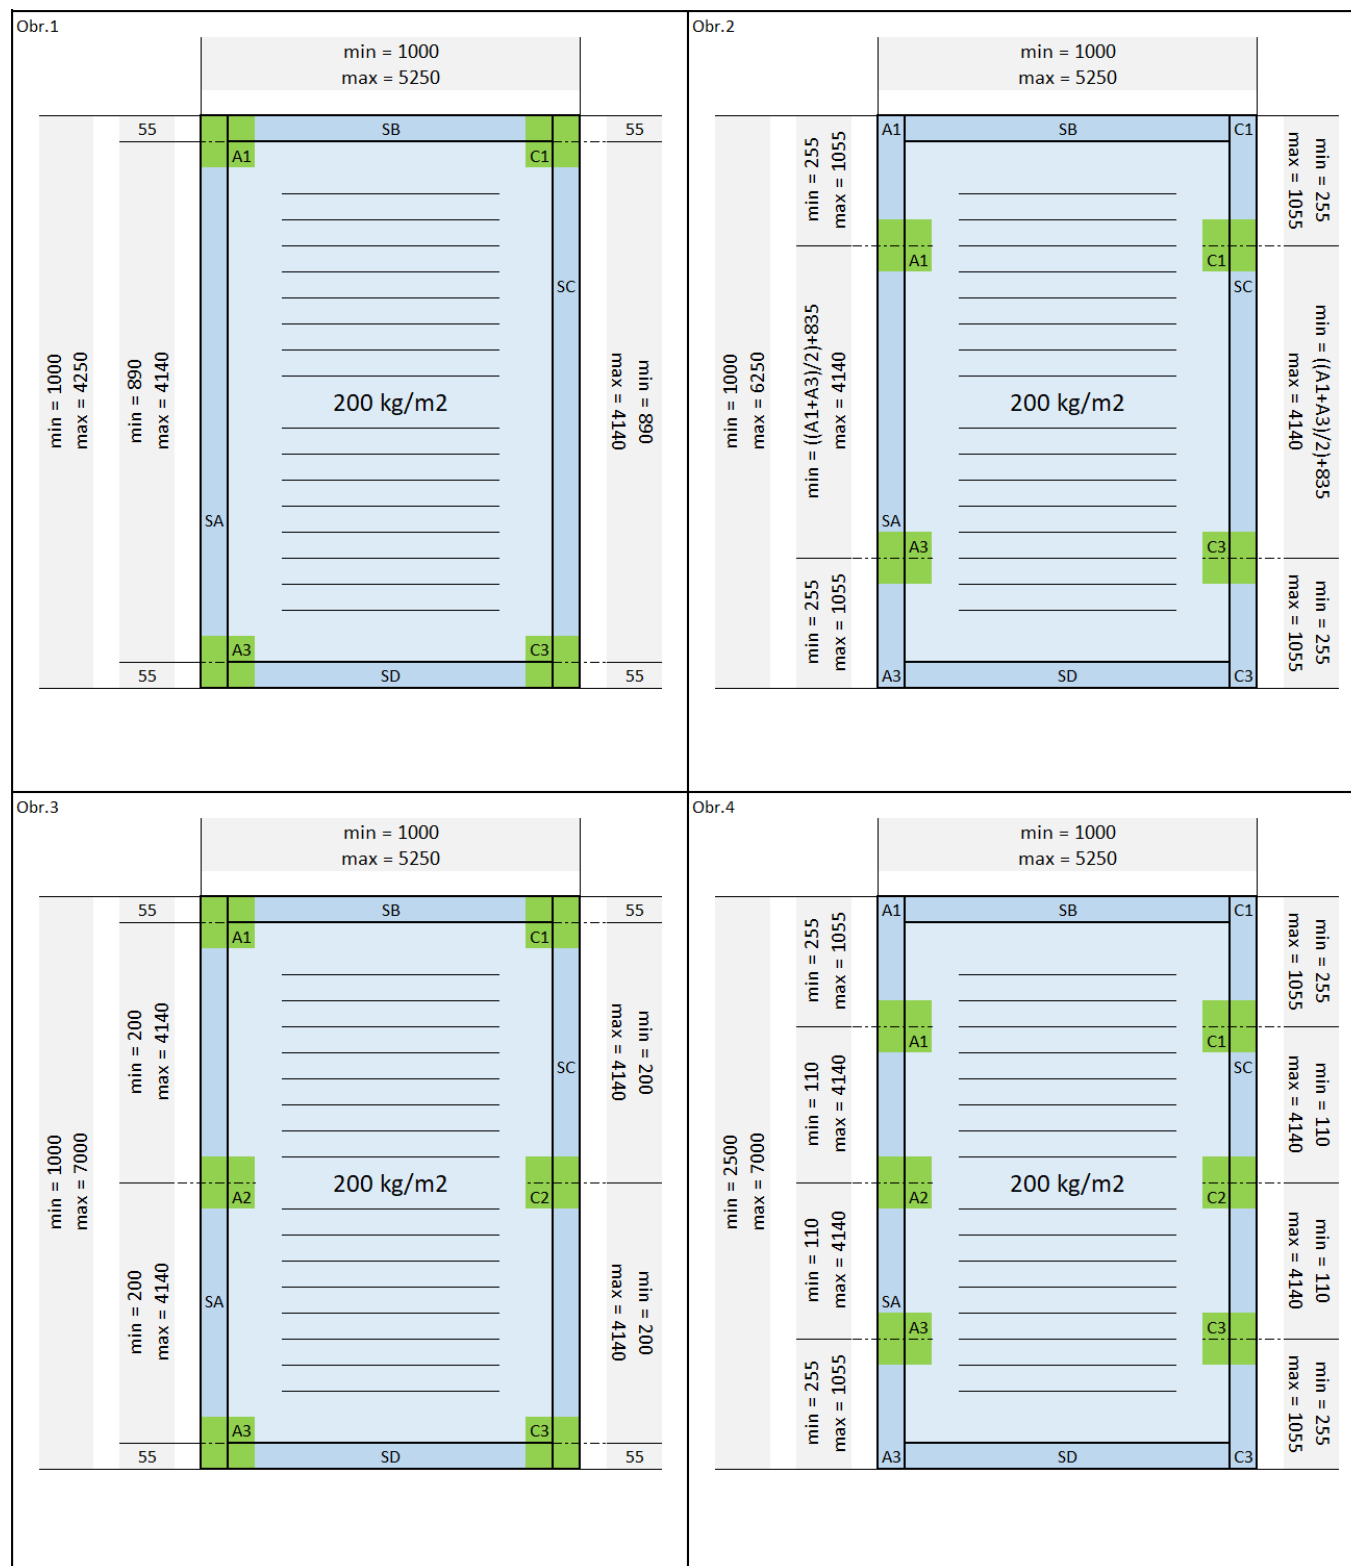 Obr.1
min = 1000
max = 5250
55
SB
55
A1
C1
SC
min = 1000
max = 4250
min = 890
max = 4140
200 kg/m2
min = 890
max = 4140
SA
A3
C3
55
SD
55
Obr.2
min = 1000
max = 5250
A1
SB
C1
min = 255
max = 1055
min = 255
max = 1055
A1
C1
SC
min = 1000
max = 6250
min = ((A1+A3)/2)+835
max = 4140
200 kg/m2
min = ((A1+A3)/2)+835
max = 4140
SA
A3
C3
min = 255
max = 1055
min = 255
max = 1055
A3
SD
C3
Obr.3
min = 1000
max = 5250
55
SB
55
A1
C1
min = 200
max = 4140
min = 200
max = 4140
SC
min = 1000
max = 7000
A2
200 kg/m2
C2
min = 200
max = 4140
min = 200
max = 4140
SA
A3
C3
55
SD
55
Obr.4
min = 1000
max = 5250
A1
SB
C1
min = 255
max = 1055
min = 255
max = 1055
A1
C1
SC
min = 110
max = 4140
min = 110
max = 4140
min = 2500
max = 7000
A2
200 kg/m2
C2
min = 110
max = 4140
min = 110
max = 4140
SA
A3
C3
min = 255
max = 1055
min = 255
max = 1055
A3
SD
C3